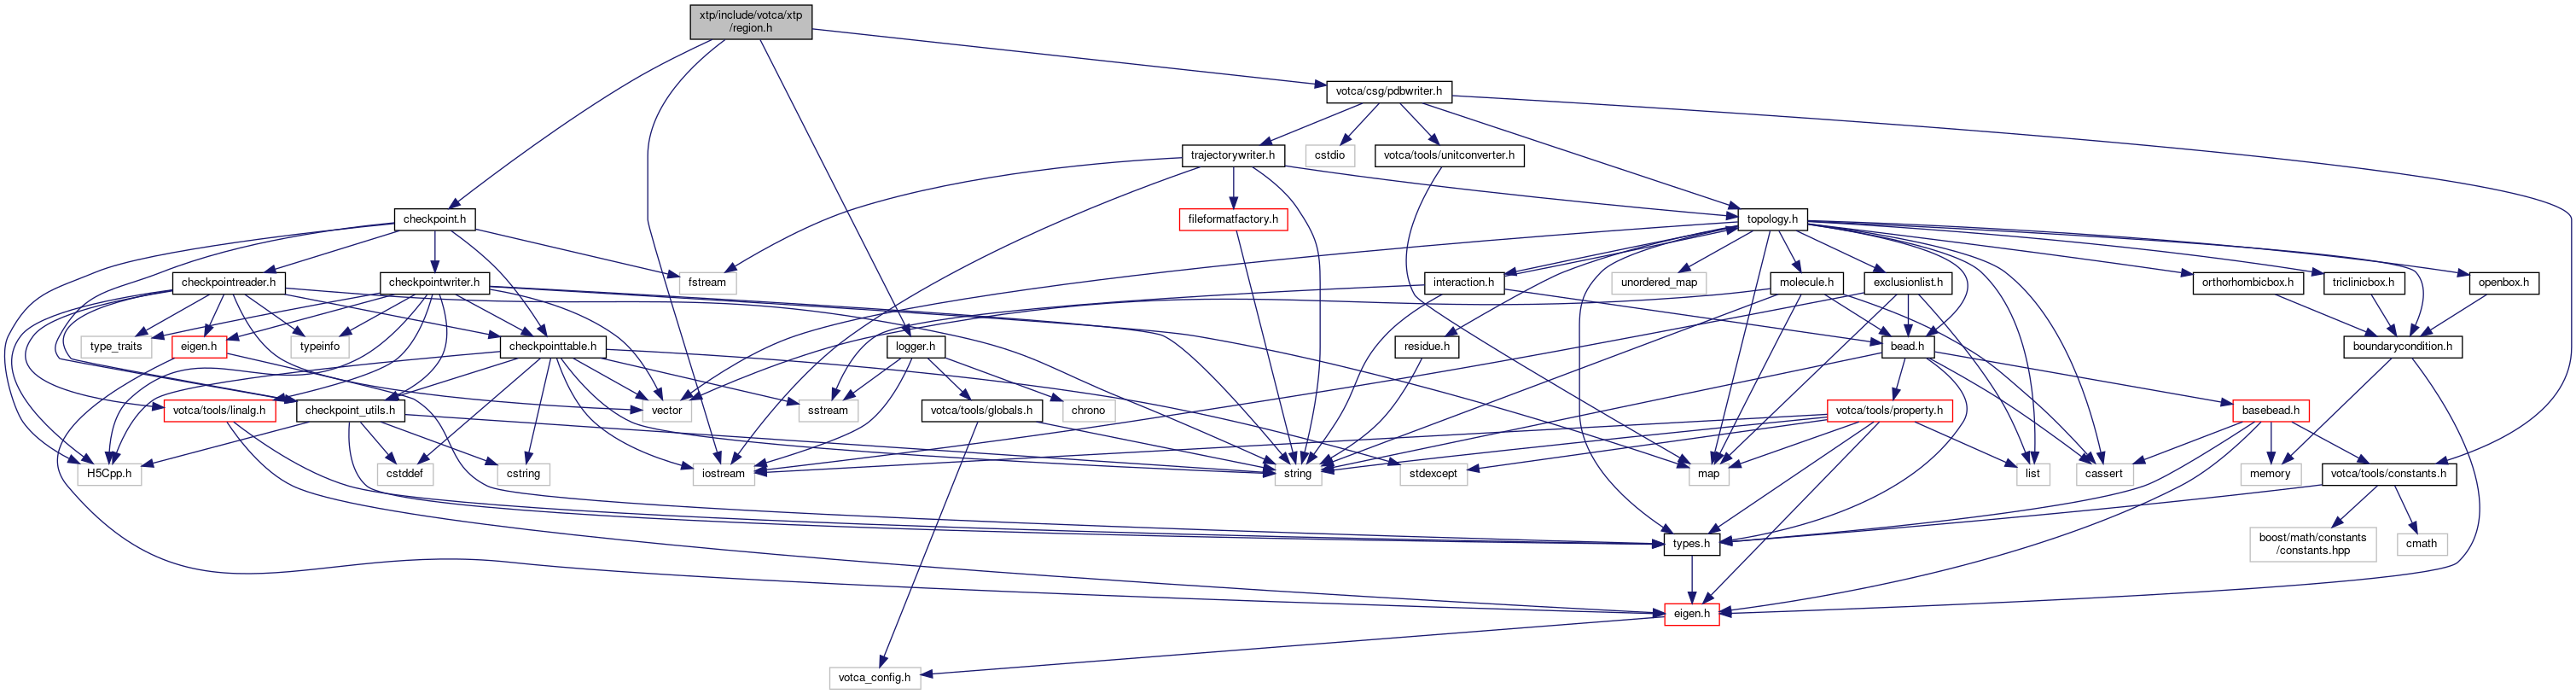 xtp/include/votca/xtp
/region.h
votca/csg/pdbwriter.h
trajectorywriter.h
cstdio
votca/tools/unitconverter.h
checkpoint.h
fileformatfactory.h
topology.h
checkpointreader.h
checkpointwriter.h
fstream
interaction.h
unordered_map
molecule.h
exclusionlist.h
orthorhombicbox.h
triclinicbox.h
openbox.h
type_traits
eigen.h
typeinfo
checkpointtable.h
logger.h
residue.h
bead.h
boundarycondition.h
votca/tools/linalg.h
checkpoint_utils.h
vector
sstream
votca/tools/globals.h
chrono
votca/tools/property.h
basebead.h
H5Cpp.h
cstddef
cstring
iostream
string
stdexcept
map
list
cassert
memory
votca/tools/constants.h
types.h
boost/math/constants
/constants.hpp
cmath
eigen.h
votca_config.h